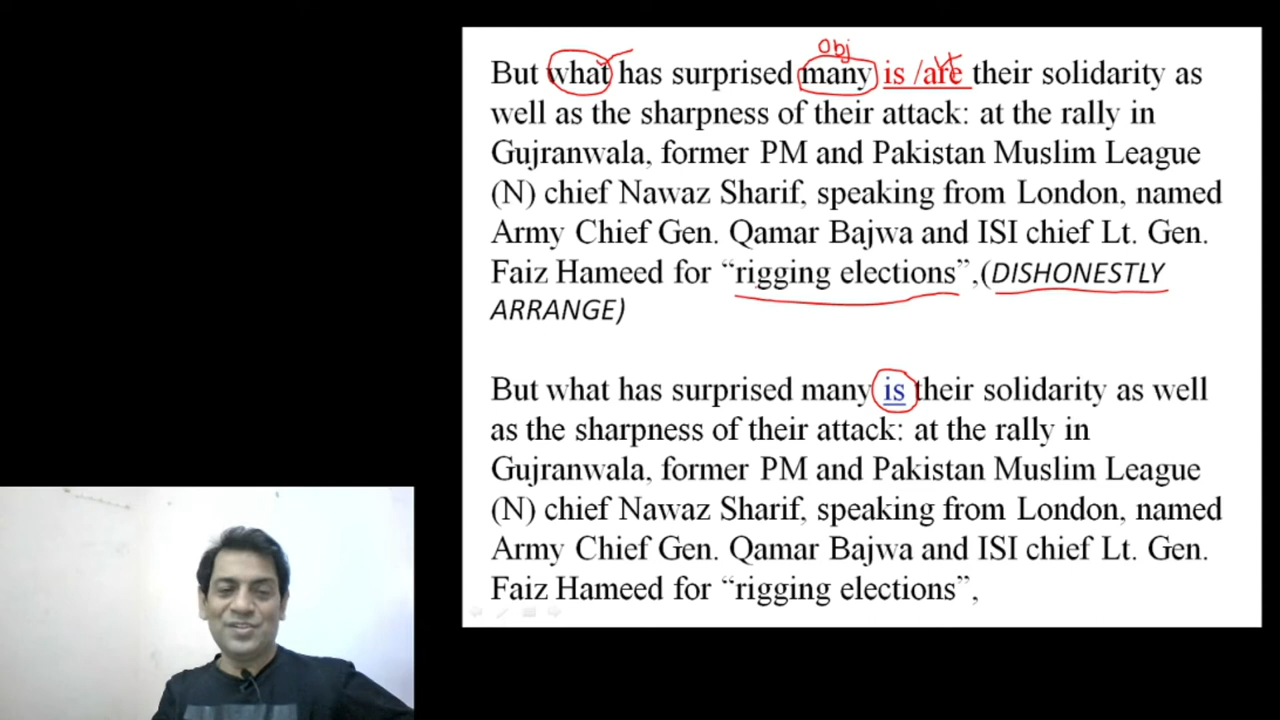 Obj
But what has surprised many is /are their solidarity as
well as the sharpness of their attack: at the rally in
Gujranwala, former PM and Pakistan Muslim League
(N) chief Nawaz Sharif, speaking from London, named
Army Chief Gen. Qamar Bajwa and ISI chief Lt. Gen.
Faiz Hameed for “rigging elections”,(DISHONESTLY
ARRANGE)
But what has surprised many is their solidarity as well
as the sharpness of their attack: at the rally in
Gujranwala, former PM and Pakistan Muslim League
(N) chief Nawaz Sharif, speaking from London, named
Army Chief Gen. Qamar Bajwa and ISI chief Lt. Gen.
Faiz Hameed for “rigging elections”,